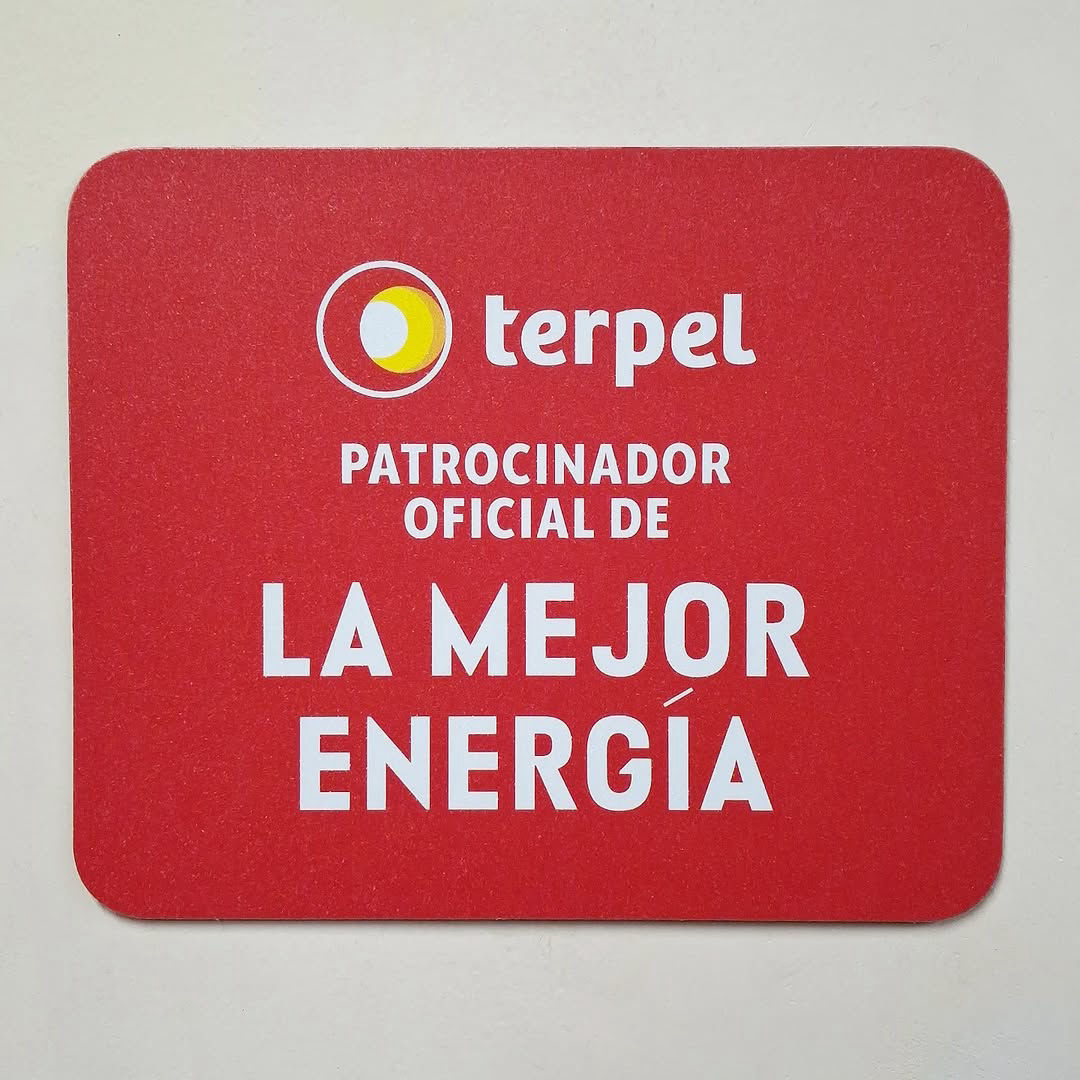 terpel
PATROCINADOR
OFICIAL DE
LA MEJOR
ENERGÍA